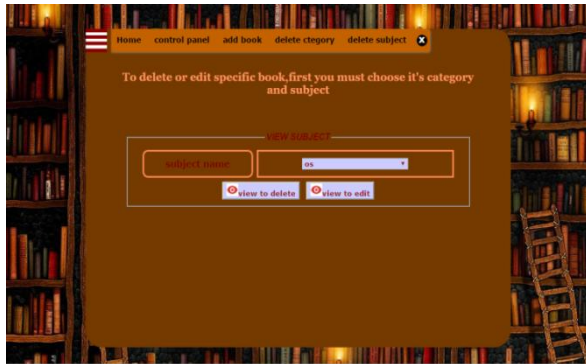 Home control panel add book delete ctegory delete subject X
To delete or edit specific book,first you must choose it's category
and subject
VIEW SUBJECT
subject name os
view to delete view to edit